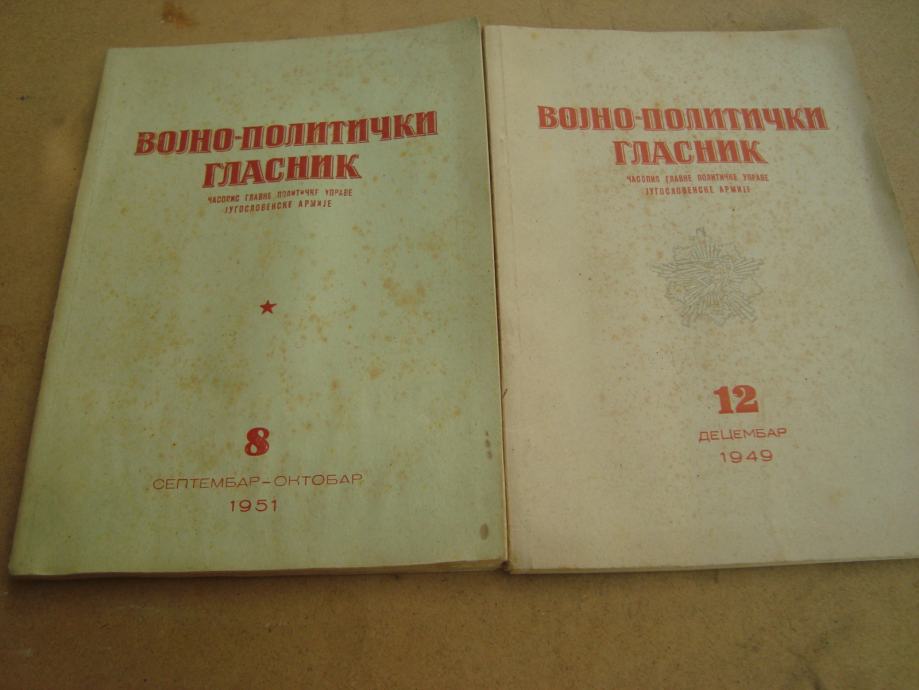 ВОЈНО-ПОЛИТИЧКИ
ГЛАСНИК
ЧАСОПИС ГЛАВНЕ ПОЛИТИЧКЕ УПРАВЕ
ЈУГОСЛОВЕНСКЕ АРМИЈЕ
8
СЕПТЕМБАР-ОКТОБАР
1951
ВОЈНО-ПОЛИТИЧКИ
ГЛАСНИК
ЧАСОПИС ГЛАВНЕ ПОЛИТИЧКЕ УПРАВЕ
ЈУГОСЛОВЕНСКЕ АРМИЈЕ
12
ДЕЦЕМБАР
1949